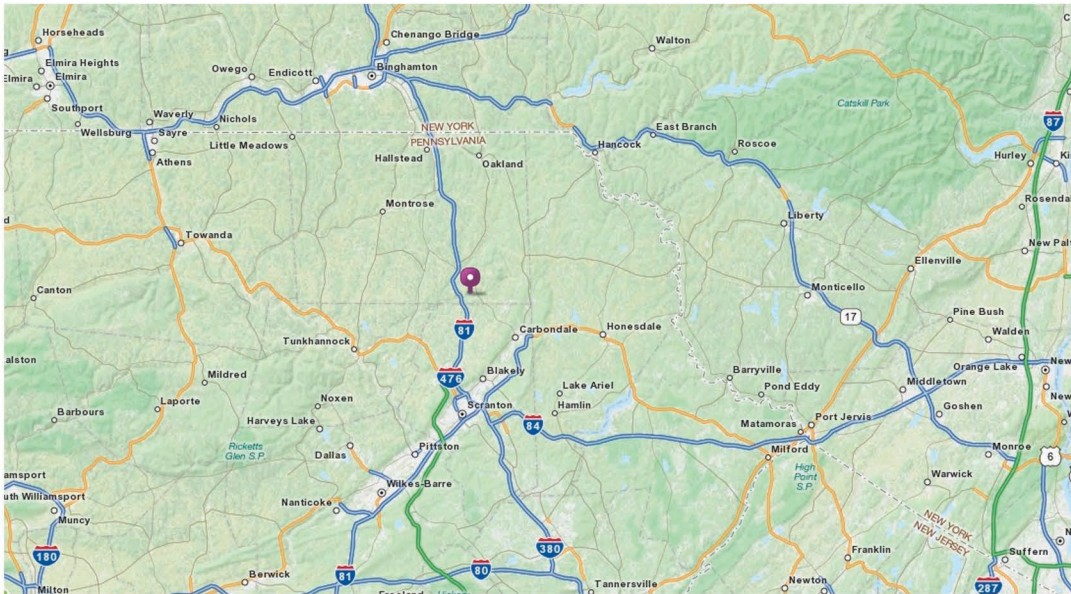 Horseheads
Chenango Bridge
Walton
Elmira Heights
Elmira
Elmira
Owego
Endicott
Binghamton
Catskill Park
Southport
Waverly
Nichols
87
Wellsburg
Sayre
Little Meadows
NEW YORK
PENNSYLVANIA
East Branch
Roscoe
Hancock
Athens
Hallstead
Oakland
Hurley
Montrose
Liberty
Towanda
Ellenville
Canton
Monticello
Pine Bush
17
81
Carbondale
Honesdale
Walden
Tunkhannock
Orange Lake
Mildred
476
Blakely
Barryville
Middletown
Lake Ariel
Pond Eddy
Laporte
Noxen
Scranton
Hamlin
Goshen
Barbours
Harveys Lake
84
Matamoras
Port Jervis
Ricketts
Glen S.P.
Dallas
Pittston
Milford
Monroe
6
High
Point
S.P.
Wilkes-Barre
Warwick
Nanticoke
Muncy
NEW YORK
NEW JERSEY
180
380
Franklin
Suffern
Berwick
81
80
Tannersville
Newton
287
Milton